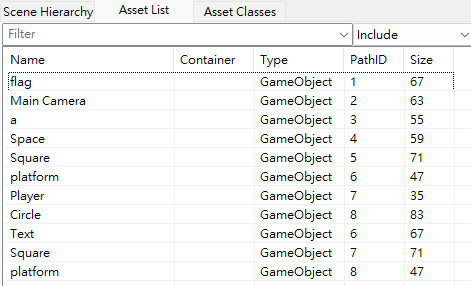 Scene Hierarchy Asset List Asset Classes
Filter Include
Name Container Type PathID Size
flag GameObject 1 67
Main Camera GameObject 2 63
a GameObject 3 55
Space GameObject 4 59
Square GameObject 5 71
platform GameObject 6 47
Player GameObject 7 35
Circle GameObject 8 83
Text GameObject 6 67
Square GameObject 7 71
platform GameObject 8 47